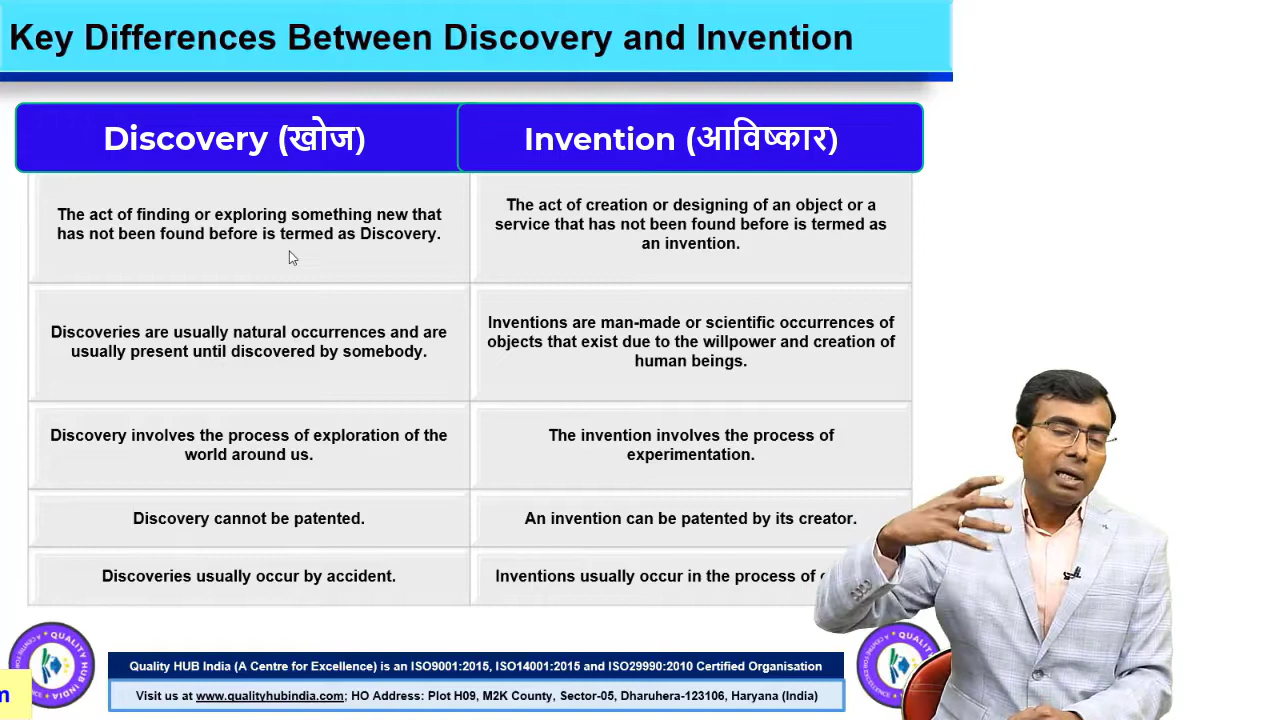 Key Differences Between Discovery and Invention
Discovery (खोज)
Invention (आविष्कार)
The act of finding or exploring something new that
has not been found before is termed as Discovery.
The act of creation or designing of an object or a
service that has not been found before is termed as
an invention.
Discoveries are usually natural occurrences and are
usually present until discovered by somebody.
Inventions are man-made or scientific occurrences of
objects that exist due to the willpower and creation of
human beings.
Discovery involves the process of exploration of the
world around us.
The invention involves the process of
experimentation.
Discovery cannot be patented.
An invention can be patented by its creator.
Discoveries usually occur by accident.
Inventions usually occur in the process of
QUALITY HUB INDIA
Quality HUB India (A Centre for Excellence) is an ISO9001:2015, ISO14001:2015 and ISO29990:2010 Certified Organisation
Visit us at www.qualityhubindia.com; HO Address: Plot H09, M2K County, Sector-05, Dharuhera-123106, Haryana (India)
QUALITY HUB
m